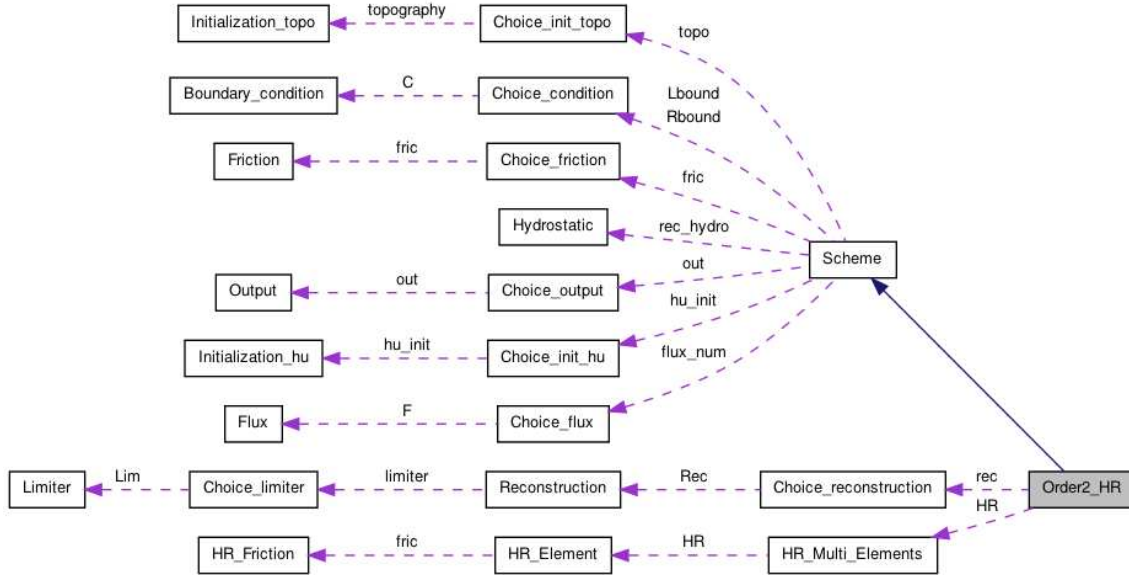 Initialization_topo
topography
Choice_init_topo
topo
Boundary_condition
C
Choice_condition
Lbound
Rbound
Friction
fric
Choice_friction
fric
Hydrostatic
rec_hydro
Scheme
Output
out
Choice_output
out
Initialization_hu
hu_init
Choice_init_hu
hu_init
Flux
F
Choice_flux
flux_num
Limiter
Lim
Choice_limiter
limiter
Reconstruction
Rec
Choice_reconstruction
rec
Order2_HR
HR_Friction
fric
HR_Element
HR
HR_Multi_Elements
HR